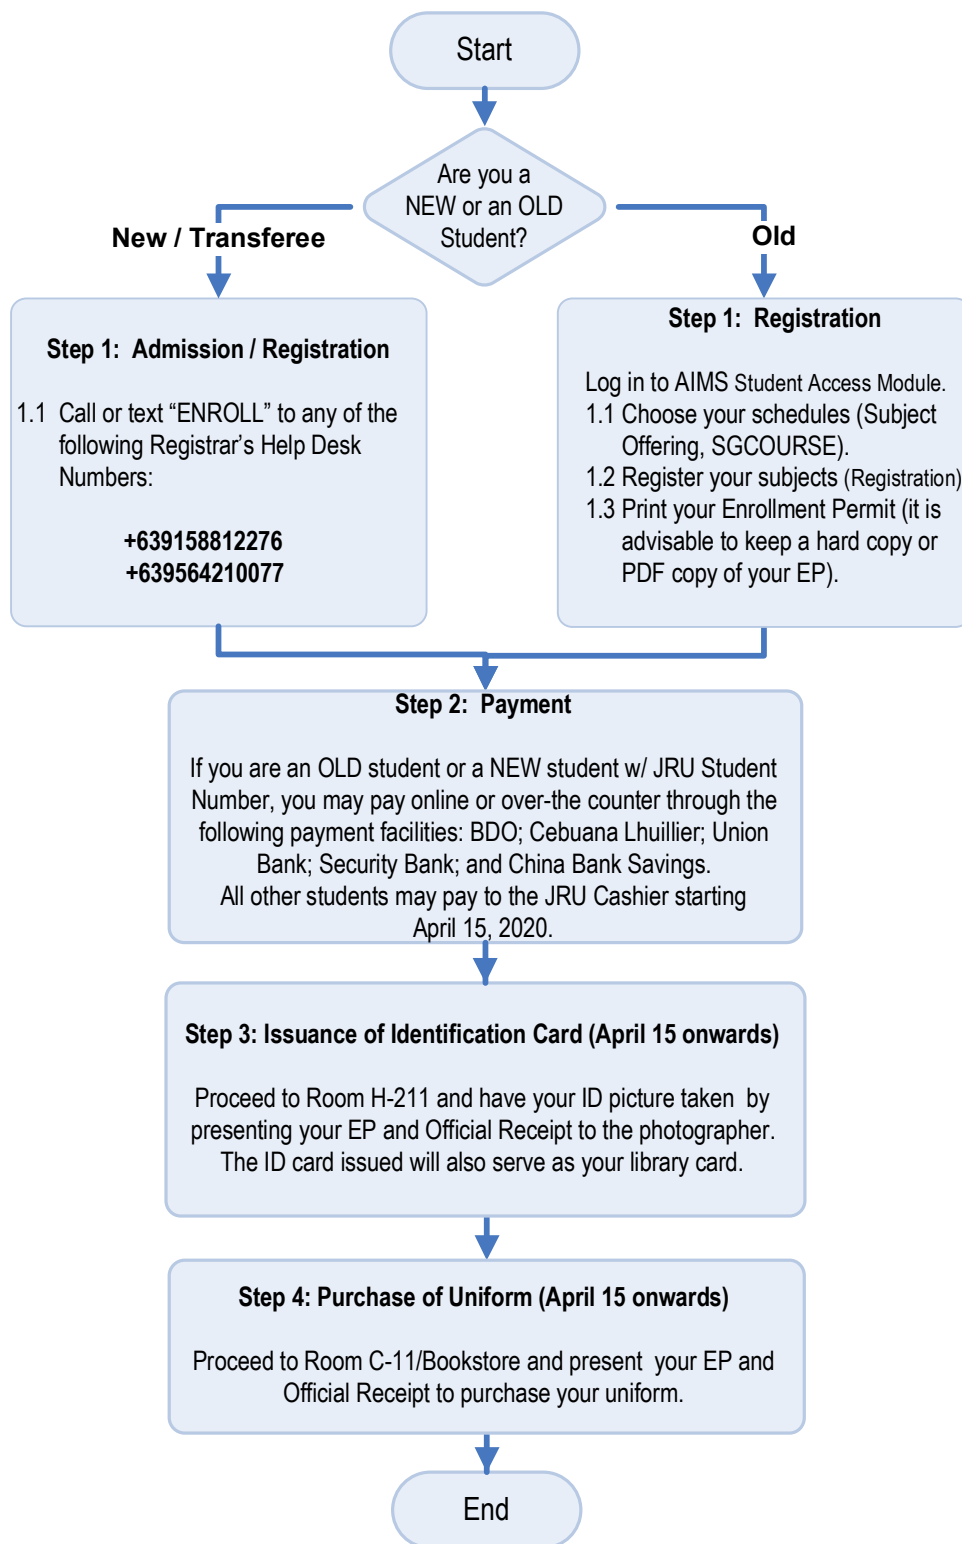 Start
Are you a
NEW or an OLD
Student?
New / Transferee
Old
Step 1:  Admission / Registration
1.1  Call or text “ENROLL” to any of the
following Registrar’s Help Desk
Numbers:
+639158812276
+639564210077
Step 1:  Registration
Log in to AIMS Student Access Module.
1.1 Choose your schedules (Subject
Offering, SGCOURSE).
1.2 Register your subjects (Registration)
1.3 Print your Enrollment Permit (it is
advisable to keep a hard copy or
PDF copy of your EP).
Step 2:  Payment
If you are an OLD student or a NEW student w/ JRU Student
Number, you may pay online or over-the counter through the
following payment facilities: BDO; Cebuana Lhuillier; Union
Bank; Security Bank; and China Bank Savings.
All other students may pay to the JRU Cashier starting
April 15, 2020.
Step 3: Issuance of Identification Card (April 15 onwards)
Proceed to Room H-211 and have your ID picture taken  by
presenting your EP and Official Receipt to the photographer.
The ID card issued will also serve as your library card.
Step 4: Purchase of Uniform (April 15 onwards)
Proceed to Room C-11/Bookstore and present  your EP and
Official Receipt to purchase your uniform.
End